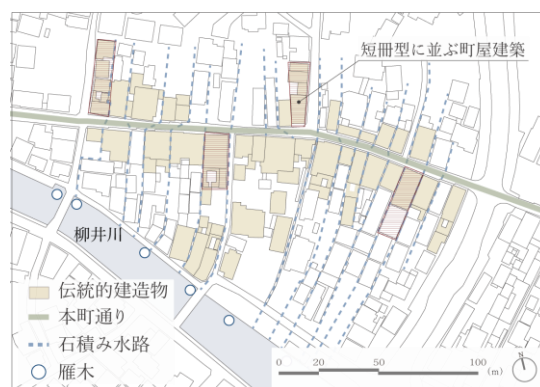 短冊型に並ぶ町屋建築
柳井川
伝統的建造物
本町通り
石積み水路
雁木
0 20 50 100
(m)
N